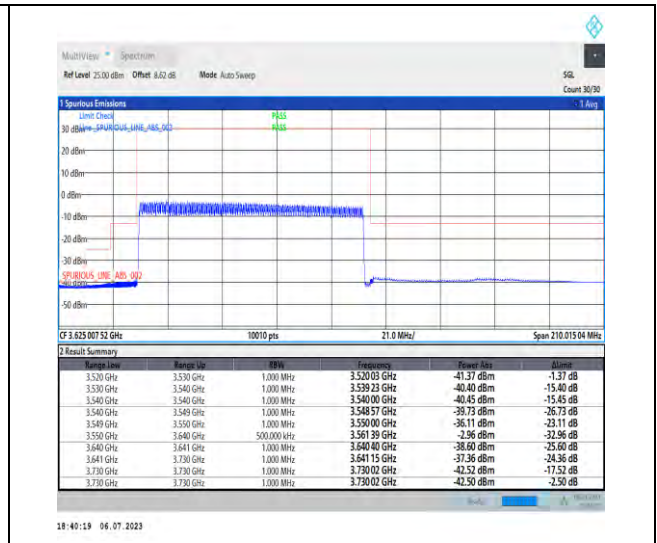 MultiView Spectrum
Ref Level 25.00 dBm Offset 8.62 dB Mode Auto Sweep SGL
Count 30/30
1 Spurious Emissions 1 Avg
Limit Check PASS
30 dBm Line _SPURIOUS_LINE_ABS_002 PASS
20 dBm
10 dBm
0 dBm
-10 dBm
-20 dBm
-30 dBm
SPURIOUS_LINE_ABS_002
-40 dBm
-50 dBm
CF 3.625 007 52 GHz 10010 pts 21.0 MHz/ Span 210.015 04 MHz
2 Result Summary
Range Low Range Up RBW Frequency Power Abs ΔLimit
3.520 GHz 3.530 GHz 1.000 MHz 3.520 03 GHz -41.37 dBm -1.37 dB
3.530 GHz 3.540 GHz 1.000 MHz 3.539 23 GHz -40.40 dBm -15.40 dB
3.540 GHz 3.540 GHz 1.000 MHz 3.540 00 GHz -40.45 dBm -15.45 dB
3.540 GHz 3.549 GHz 1.000 MHz 3.548 57 GHz -39.73 dBm -26.73 dB
3.549 GHz 3.550 GHz 1.000 MHz 3.550 00 GHz -36.11 dBm -23.11 dB
3.550 GHz 3.640 GHz 500.000 kHz 3.561 39 GHz -2.96 dBm -32.96 dB
3.640 GHz 3.641 GHz 1.000 MHz 3.640 40 GHz -38.60 dBm -25.60 dB
3.641 GHz 3.730 GHz 1.000 MHz 3.641 15 GHz -37.36 dBm -24.36 dB
3.730 GHz 3.730 GHz 1.000 MHz 3.730 02 GHz -42.52 dBm -17.52 dB
3.730 GHz 3.730 GHz 1.000 MHz 3.730 02 GHz -42.50 dBm -2.50 dB
Ready
18:40:19 06.07.2023